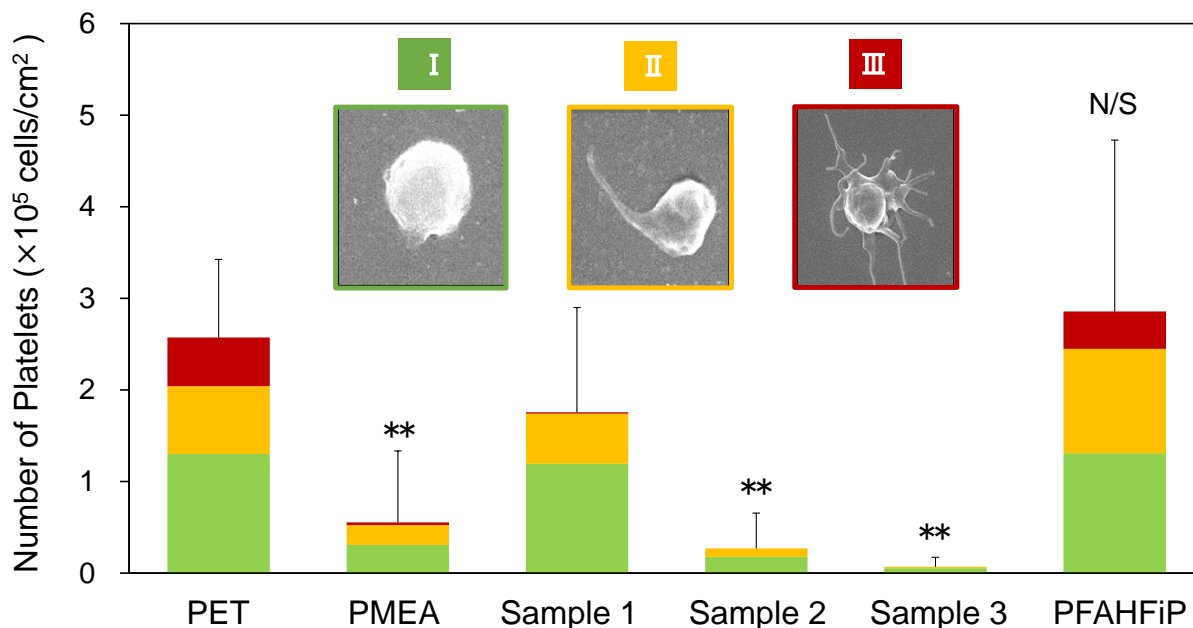 Number of Platelets (×10⁵ cells/cm²)
6
5
4
3
2
1
0
Ⅰ
Ⅱ
Ⅲ
N/S
**
**
**
PET
PMEA
Sample 1
Sample 2
Sample 3
PFAHFiP